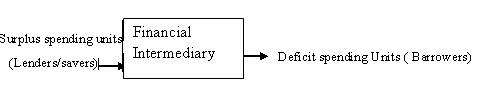 Surplus spending units
(Lenders/savers)
Financial
Intermediary
Deficit spending Units ( Barrowers)